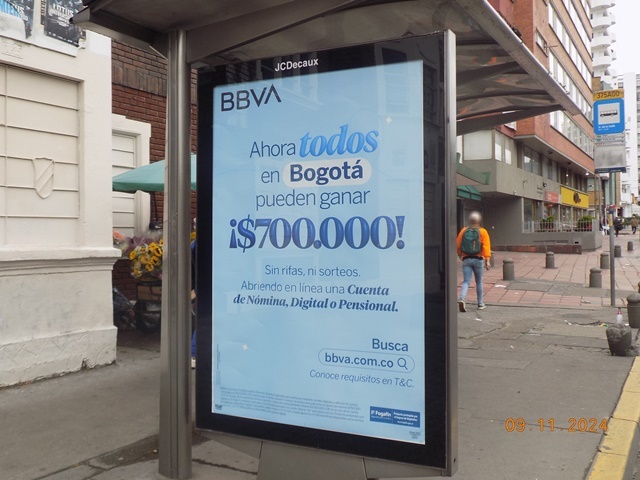 JCDecaux
BBVA
Ahora todos
en Bogotá
pueden ganar
¡$700.000!
Sin rifas, ni sorteos.
Abriendo en línea una Cuenta
de Nómina, Digital o Pensional.
Busca
bbva.com.co
Conoce requisitos en T&C.
Fogafín
09.11.2024